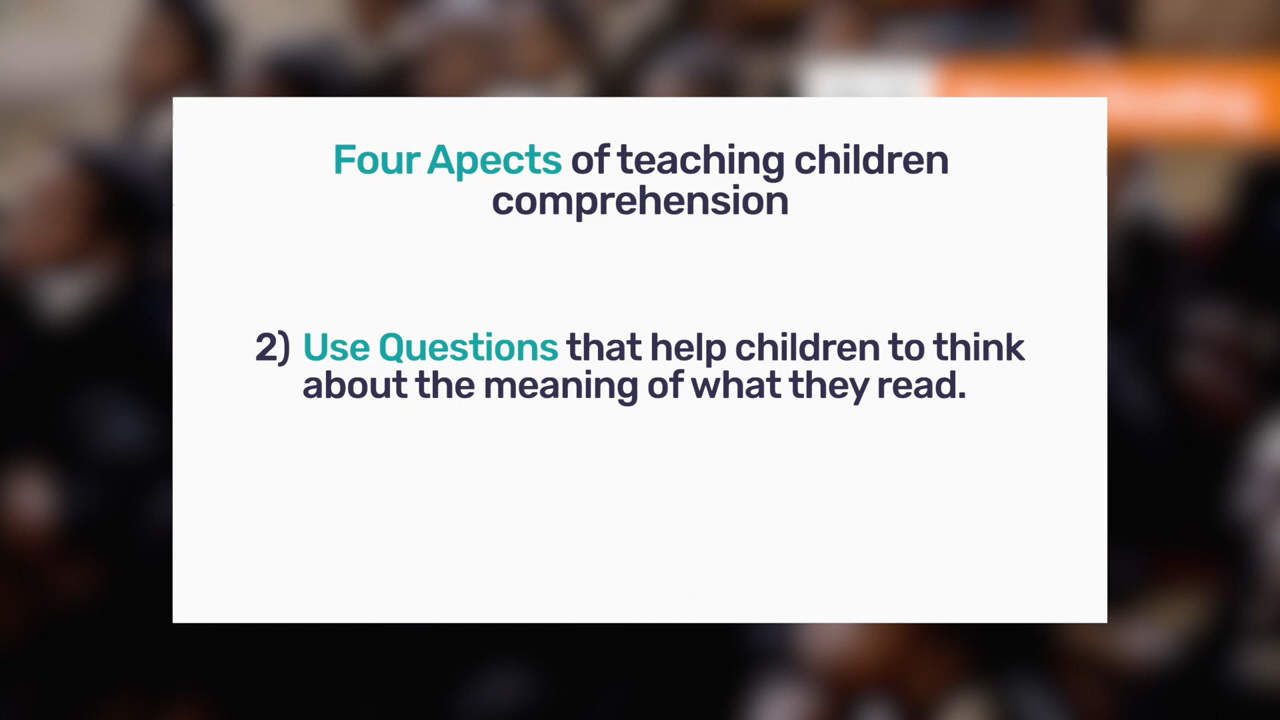 Four Apects of teaching children
comprehension
2) Use Questions that help children to think
about the meaning of what they read.